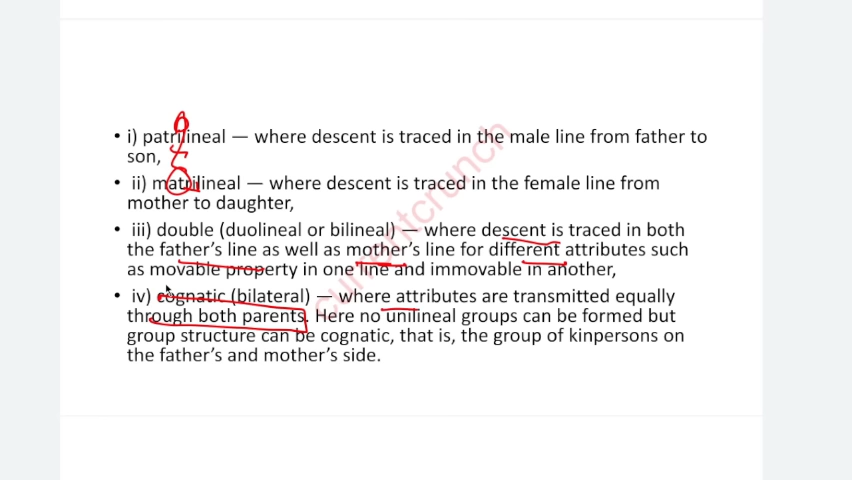 • i) patrilineal — where descent is traced in the male line from father to
son,
• ii) matrilineal — where descent is traced in the female line from
mother to daughter,
• iii) double (duolineal or bilineal) — where descent is traced in both
the father's line as well as mother's line for different attributes such
as movable property in one line and immovable in another,
• iv) cognatic (bilateral) — where attributes are transmitted equally
through both parents. Here no unilineal groups can be formed but
group structure can be cognatic, that is, the group of kinpersons on
the father's and mother's side.
currentcrunch